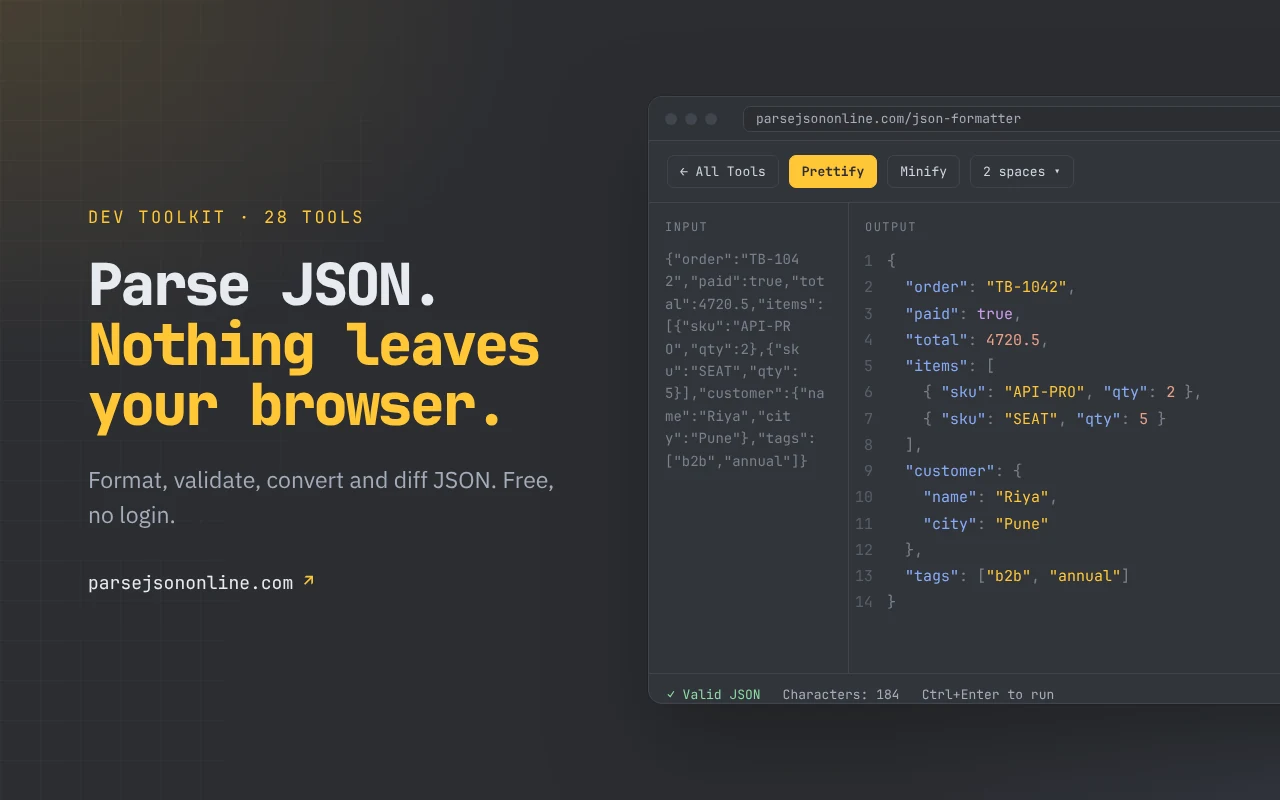 DEV TOOLKIT · 28 TOOLS
Parse JSON.
Nothing leaves
your browser.
Format, validate, convert and diff JSON. Free,
no login.
parsejsononline.com ↗
parsejsononline.com/json-formatter
← All Tools
Prettify
Minify
2 spaces ▾
INPUT
{"order":"TB-104
2","paid":true,"tot
al":4720.5,"items":
[{"sku":"API-PR
O","qty":2},{"sk
u":"SEAT","qty":
5}],"customer":{"na
me":"Riya","cit
y":"Pune"},"tags":
["b2b","annual"]}
OUTPUT
1 {
2 "order": "TB-1042",
3 "paid": true,
4 "total": 4720.5,
5 "items": [
6 { "sku": "API-PRO", "qty": 2 },
7 { "sku": "SEAT", "qty": 5 }
8 ],
9 "customer": {
10 "name": "Riya",
11 "city": "Pune"
12 },
13 "tags": ["b2b", "annual"]
14 }
✓ Valid JSON
Characters: 184
Ctrl+Enter to run